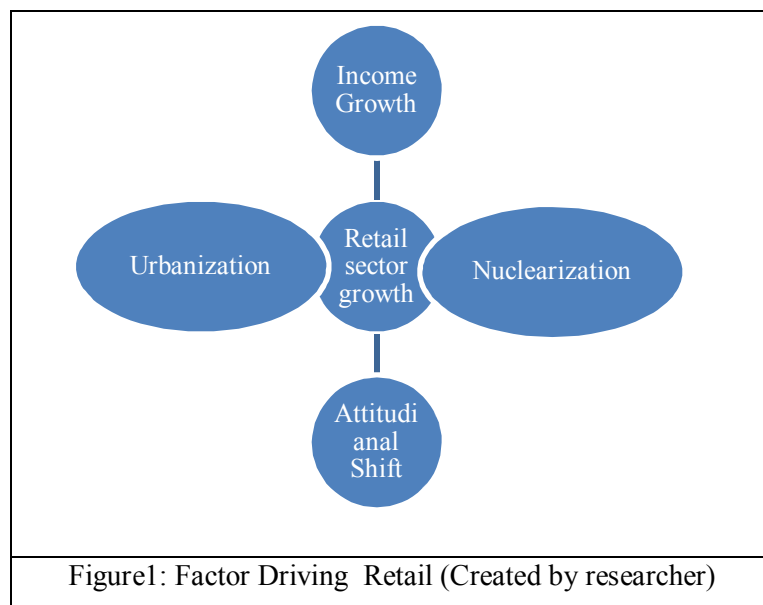 Income
Growth
Urbanization
Retail
sector
growth
Nuclearization
Attitudi
anal
Shift
Figure1: Factor Driving  Retail (Created by researcher)